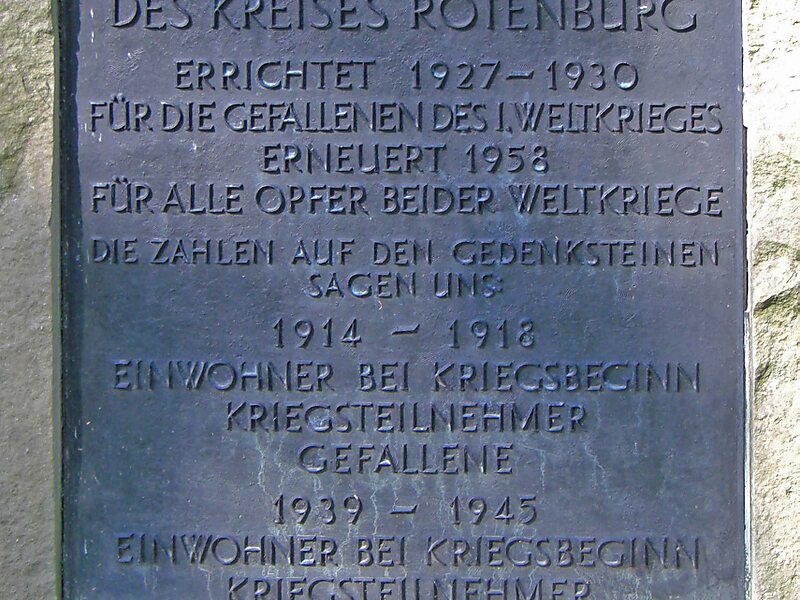 DES KREISES ROTENBURG
ERRICHTET 1927-1930
FÜR DIE GEFALLENEN DES I. WELTKRIEGES
ERNEUERT 1958
FÜR ALLE OPFER BEIDER WELTKRIEGE
DIE ZAHLEN AUF DEN GEDENKSTEINEN
SAGEN UNS:
1914 - 1918
EINWOHNER BEI KRIEGSBEGINN
KRIEGSTEILNEHMER
GEFALLENE
1939 - 1945
EINWOHNER BEI KRIEGSBEGINN
KRIEGSTEILNEHMER